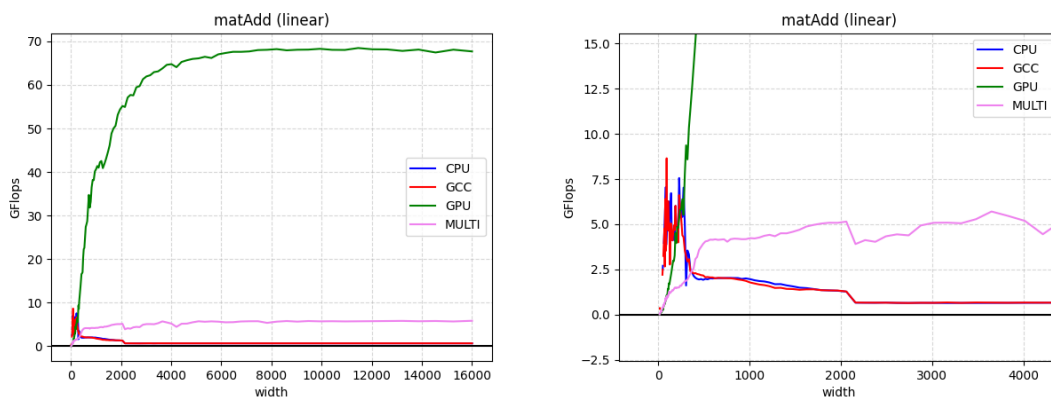 matAdd (linear)
70
60
50
40
30
20
10
0
GFlops
CPU
GCC
GPU
MULTI
0 2000 4000 6000 8000 10000 12000 14000 16000
width
matAdd (linear)
15.0
12.5
10.0
7.5
5.0
2.5
0.0
−2.5
GFlops
CPU
GCC
GPU
MULTI
0 1000 2000 3000 4000
width